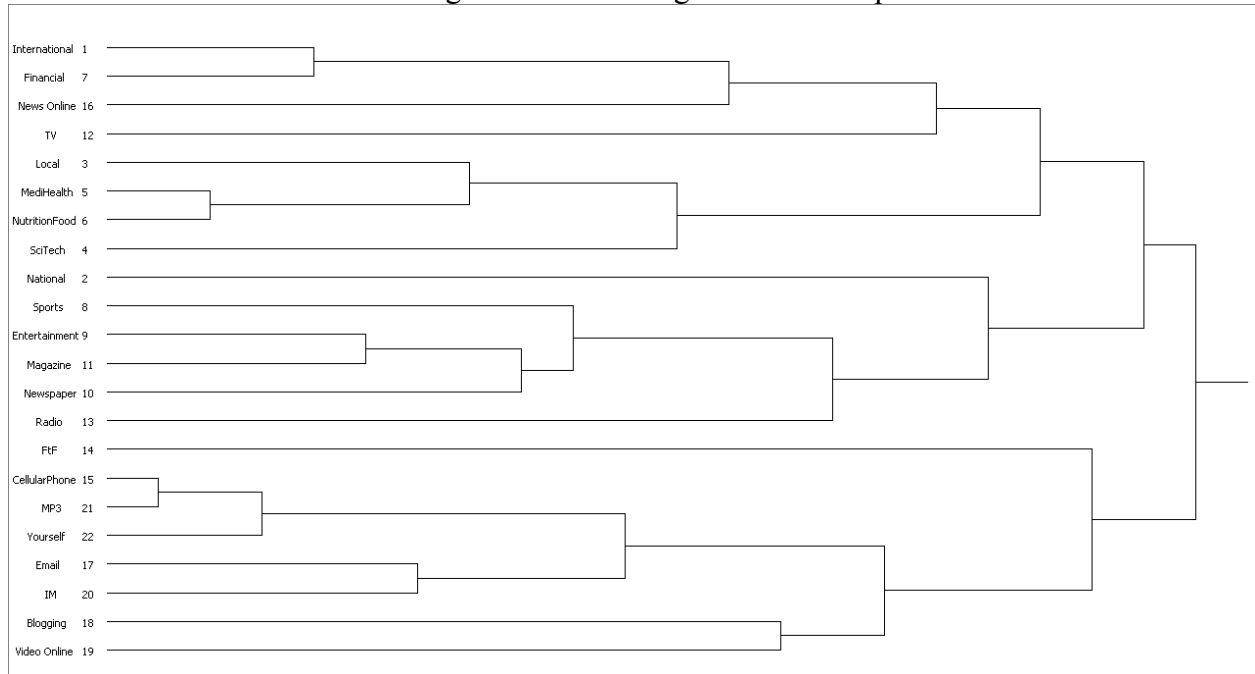 International 1
Financial 7
News Online 16
TV 12
Local 3
MediHealth 5
NutritionFood 6
SciTech 4
National 2
Sports 8
Entertainment 9
Magazine 11
Newspaper 10
Radio 13
FtF 14
CellularPhone 15
MP3 21
Yourself 22
Email 17
IM 20
Blogging 18
Video Online 19